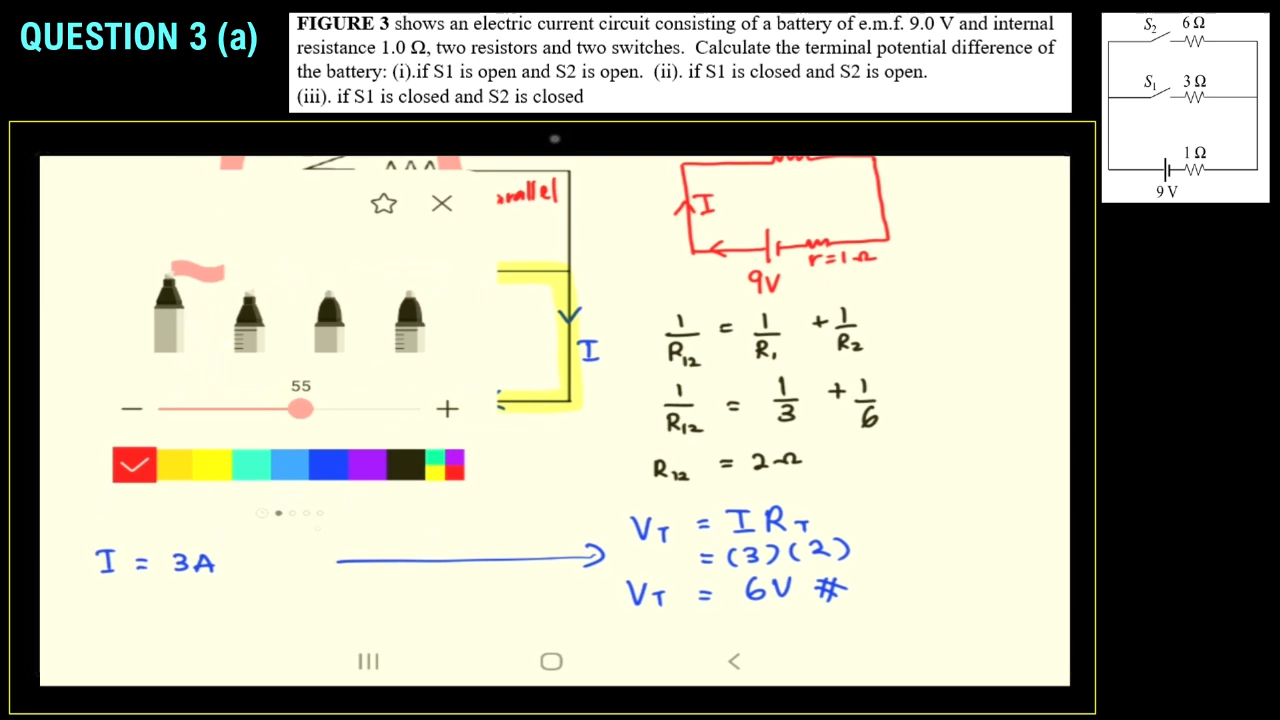 QUESTION 3 (a)
FIGURE 3 shows an electric current circuit consisting of a battery of e.m.f. 9.0 V and internal
resistance 1.0 Ω, two resistors and two switches. Calculate the terminal potential difference of
the battery: (i).if S1 is open and S2 is open. (ii). if S1 is closed and S2 is open.
(iii). if S1 is closed and S2 is closed
S₂ 6 Ω
S₁ 3 Ω
1 Ω
9 V
I
r=1Ω
9V
I
55
1/R₁₂ = 1/R₁ + 1/R₂
1/R₁₂ = 1/3 + 1/6
R₁₂ = 2Ω
I = 3A
V_T = I R_T
= (3)(2)
V_T = 6V #